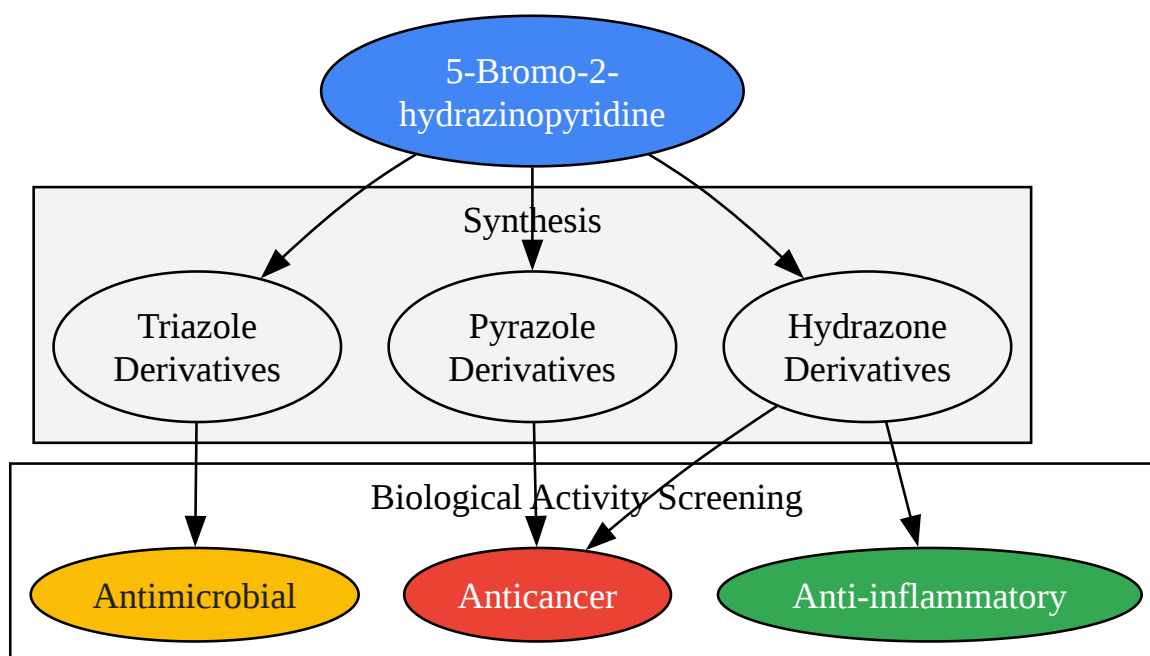 5-Bromo-2-
hydrazinopyridine
Synthesis
Triazole
Derivatives
Pyrazole
Derivatives
Hydrazone
Derivatives
Biological Activity Screening
Antimicrobial
Anticancer
Anti-inflammatory